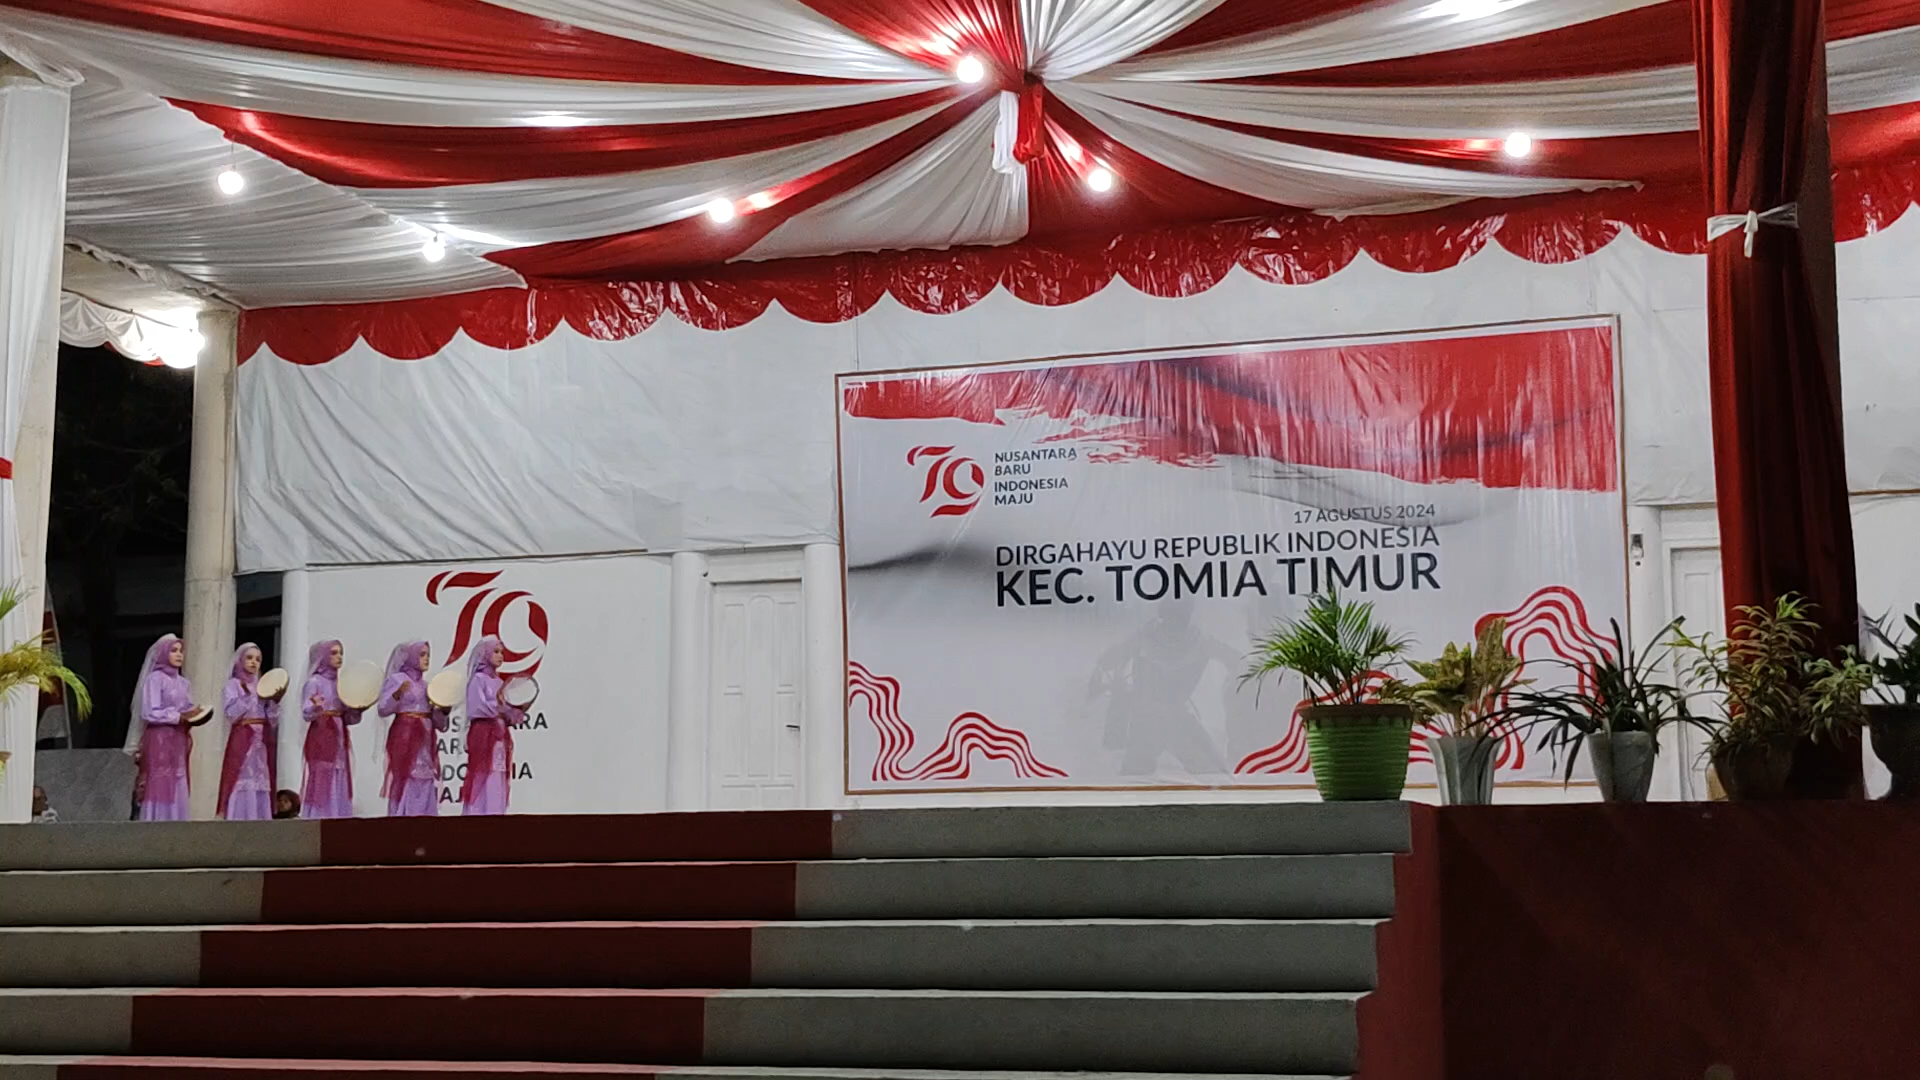 79
NUSANTARA
BARU
INDONESIA
MAJU
17 AGUSTUS 2024
DIRGAHAYU REPUBLIK INDONESIA
KEC. TOMIA TIMUR
79